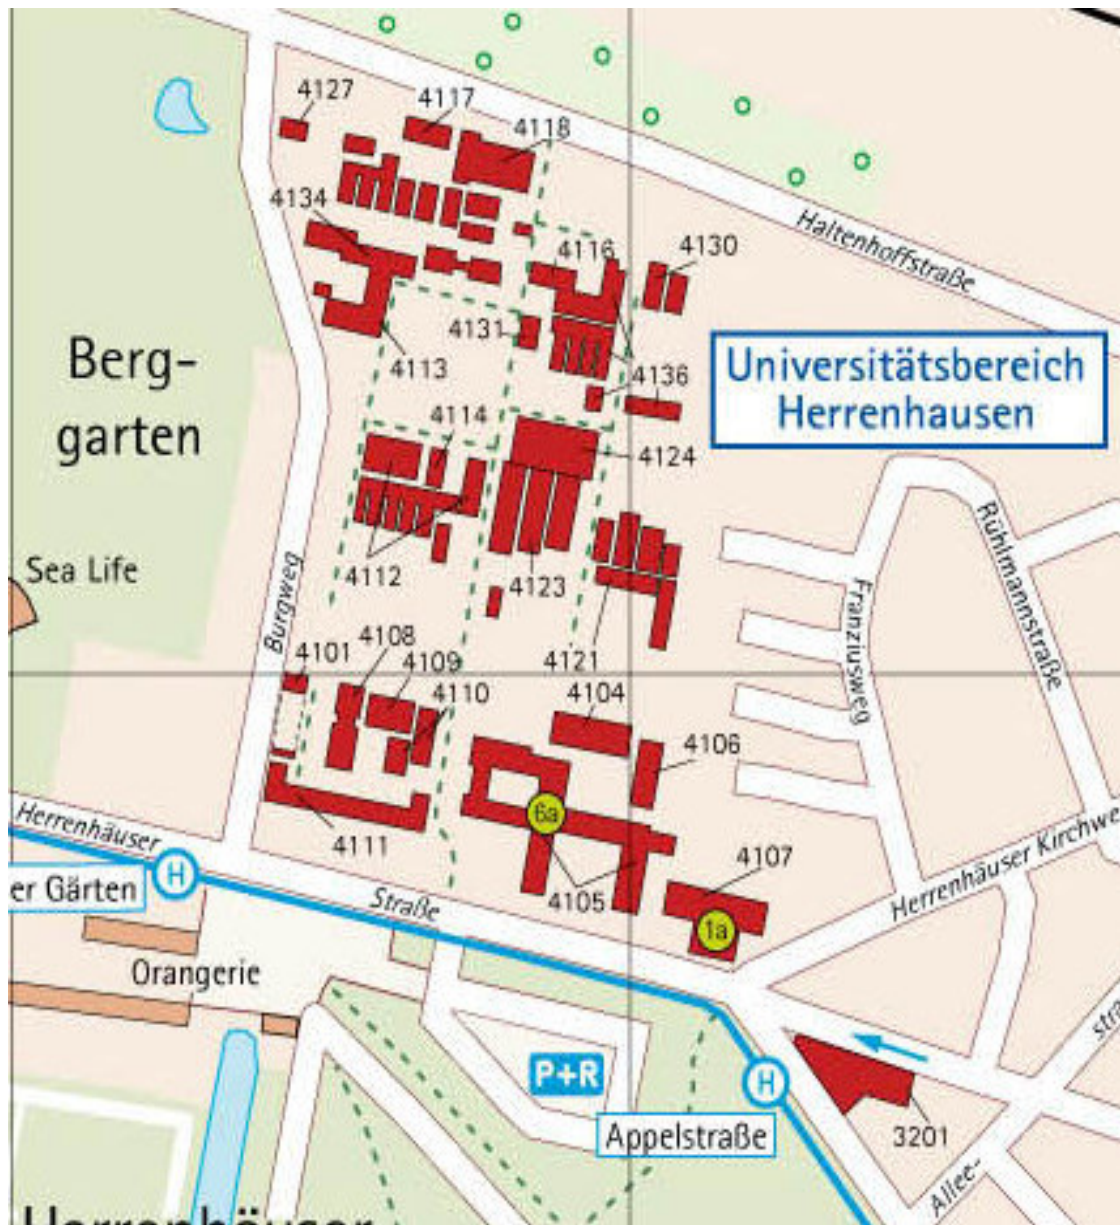 4127
4117
4118
4134
4116
4130
Haltenhoffstraße
4131
4113
4136
Universitätsbereich
Herrenhausen
Berg-
garten
4114
4124
Sea Life
4112
4123
Burgweg
Franziusweg
Rühlmannstraße
4121
4108
4101
4109
4110
4104
4106
Herrenhäuser
6a
4111
4107
Herrenhäuser Kirchwe
er Gärten
H
Straße
4105
1a
Orangerie
stra
P+R
H
Appelstraße
3201
Allee-
Herrenhäuser